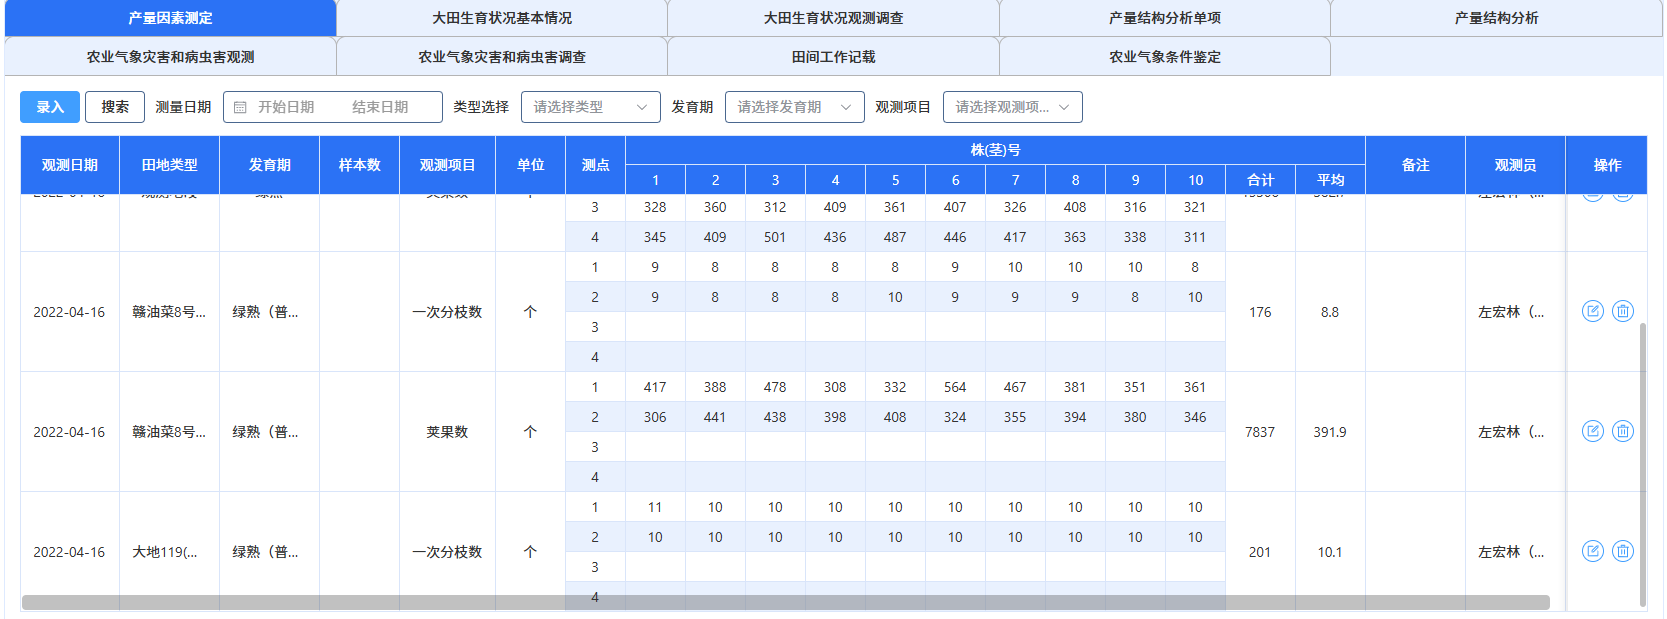 产量因素测定 大田生育状况基本情况 大田生育状况观测调查 产量结构分析单项 产量结构分析
农业气象灾害和病虫害观测 农业气象灾害和病虫害调查 田间工作记载 农业气象条件鉴定
录入 搜索 测量日期 开始日期 结束日期 类型选择 请选择类型 发育期 请选择发育期 观测项目 请选择观测项...
观测日期 田地类型 发育期 样本数 观测项目 单位 测点 株(茎)号 备注 观测员 操作
1 2 3 4 5 6 7 8 9 10 合计 平均
3 328 360 312 409 361 407 326 408 316 321
4 345 409 501 436 487 446 417 363 338 311
1 9 8 8 8 8 9 10 10 10 8
2 9 8 8 8 10 9 9 9 8 10
2022-04-16 赣油菜8号... 绿熟（普... 一次分枝数 个 176 8.8 左宏林（...
3
4
1 417 388 478 308 332 564 467 381 351 361
2 306 441 438 398 408 324 355 394 380 346
2022-04-16 赣油菜8号... 绿熟（普... 荚果数 个 7837 391.9 左宏林（...
3
4
1 11 10 10 10 10 10 10 10 10 10
2 10 10 10 10 10 10 10 10 10 10
2022-04-16 大地119(... 绿熟（普... 一次分枝数 个 201 10.1 左宏林（...
3
4